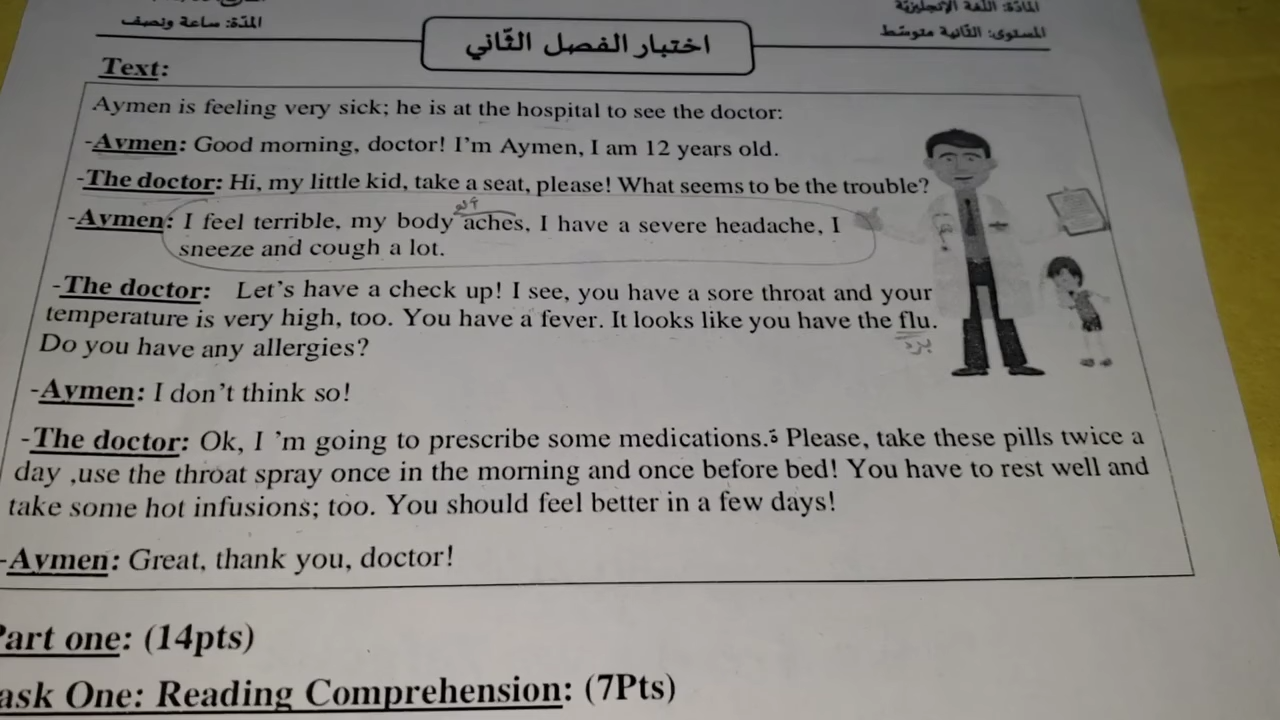 المادّة: اللغة الإنجليزيّة
المدّة: ساعة ونصف
المستوى: الثّانية متوسّط
اختبار الفصل الثّاني
Text:
Aymen is feeling very sick; he is at the hospital to see the doctor:
-Aymen: Good morning, doctor! I'm Aymen, I am 12 years old.
-The doctor: Hi, my little kid, take a seat, please! What seems to be the trouble?
-Aymen: I feel terrible, my body aches, I have a severe headache, I
sneeze and cough a lot.
-The doctor: Let's have a check up! I see, you have a sore throat and your
temperature is very high, too. You have a fever. It looks like you have the flu.
برد
Do you have any allergies?
-Aymen: I don't think so!
-The doctor: Ok, I 'm going to prescribe some medications.ة Please, take these pills twice a
day ,use the throat spray once in the morning and once before bed! You have to rest well and
take some hot infusions; too. You should feel better in a few days!
-Aymen: Great, thank you, doctor!
Part one: (14pts)
ask One: Reading Comprehension: (7Pts)